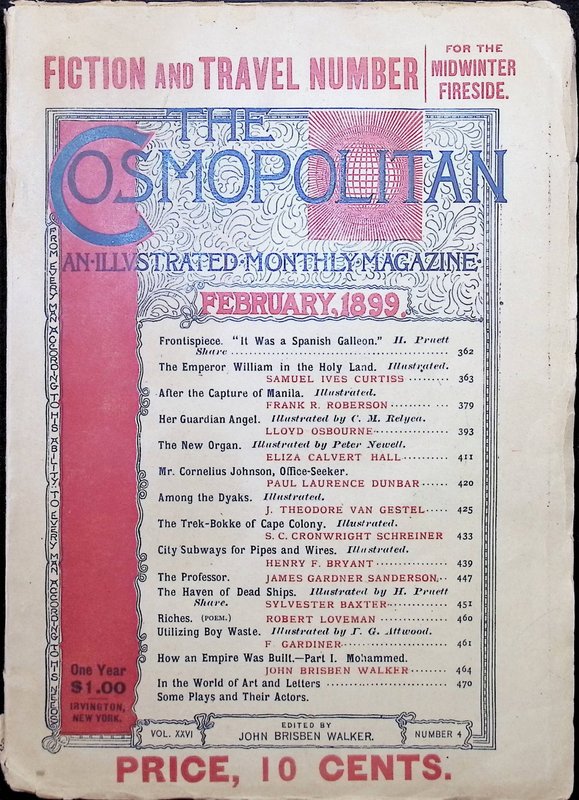 FICTION AND TRAVEL NUMBER
FOR THE
MIDWINTER
FIRESIDE.
THE
COSMOPOLITAN
AN·ILLVSTRATED·MONTHLY·MAGAZINE·
FEBRUARY, 1899.
FROM EVERY MAN ACCORDING TO HIS ABILITY: TO EVERY MAN ACCORDING TO HIS NEEDS
Frontispiece. "It Was a Spanish Galleon." H. Pruett
Share 362
The Emperor William in the Holy Land. Illustrated.
SAMUEL IVES CURTISS 363
After the Capture of Manila. Illustrated.
FRANK R. ROBERSON 379
Her Guardian Angel. Illustrated by C. M. Relyea.
LLOYD OSBOURNE 393
The New Organ. Illustrated by Peter Newell.
ELIZA CALVERT HALL 411
Mr. Cornelius Johnson, Office-Seeker.
PAUL LAURENCE DUNBAR 420
Among the Dyaks. Illustrated.
J. THEODORE VAN GESTEL 425
The Trek-Bokke of Cape Colony. Illustrated.
S. C. CRONWRIGHT SCHREINER 433
City Subways for Pipes and Wires. Illustrated.
HENRY F. BRYANT 439
The Professor. JAMES GARDNER SANDERSON 447
The Haven of Dead Ships. Illustrated by H. Pruett
Share. SYLVESTER BAXTER 451
Riches. (POEM.) ROBERT LOVEMAN 460
Utilizing Boy Waste. Illustrated by F. G. Attwood.
F. GARDINER 461
How an Empire Was Built.—Part I. Mohammed.
JOHN BRISBEN WALKER 464
In the World of Art and Letters 470
Some Plays and Their Actors.
One Year
$1.00
IRVINGTON,
NEW YORK.
VOL. XXVI
EDITED BY
JOHN BRISBEN WALKER.
NUMBER 4
PRICE, 10 CENTS.